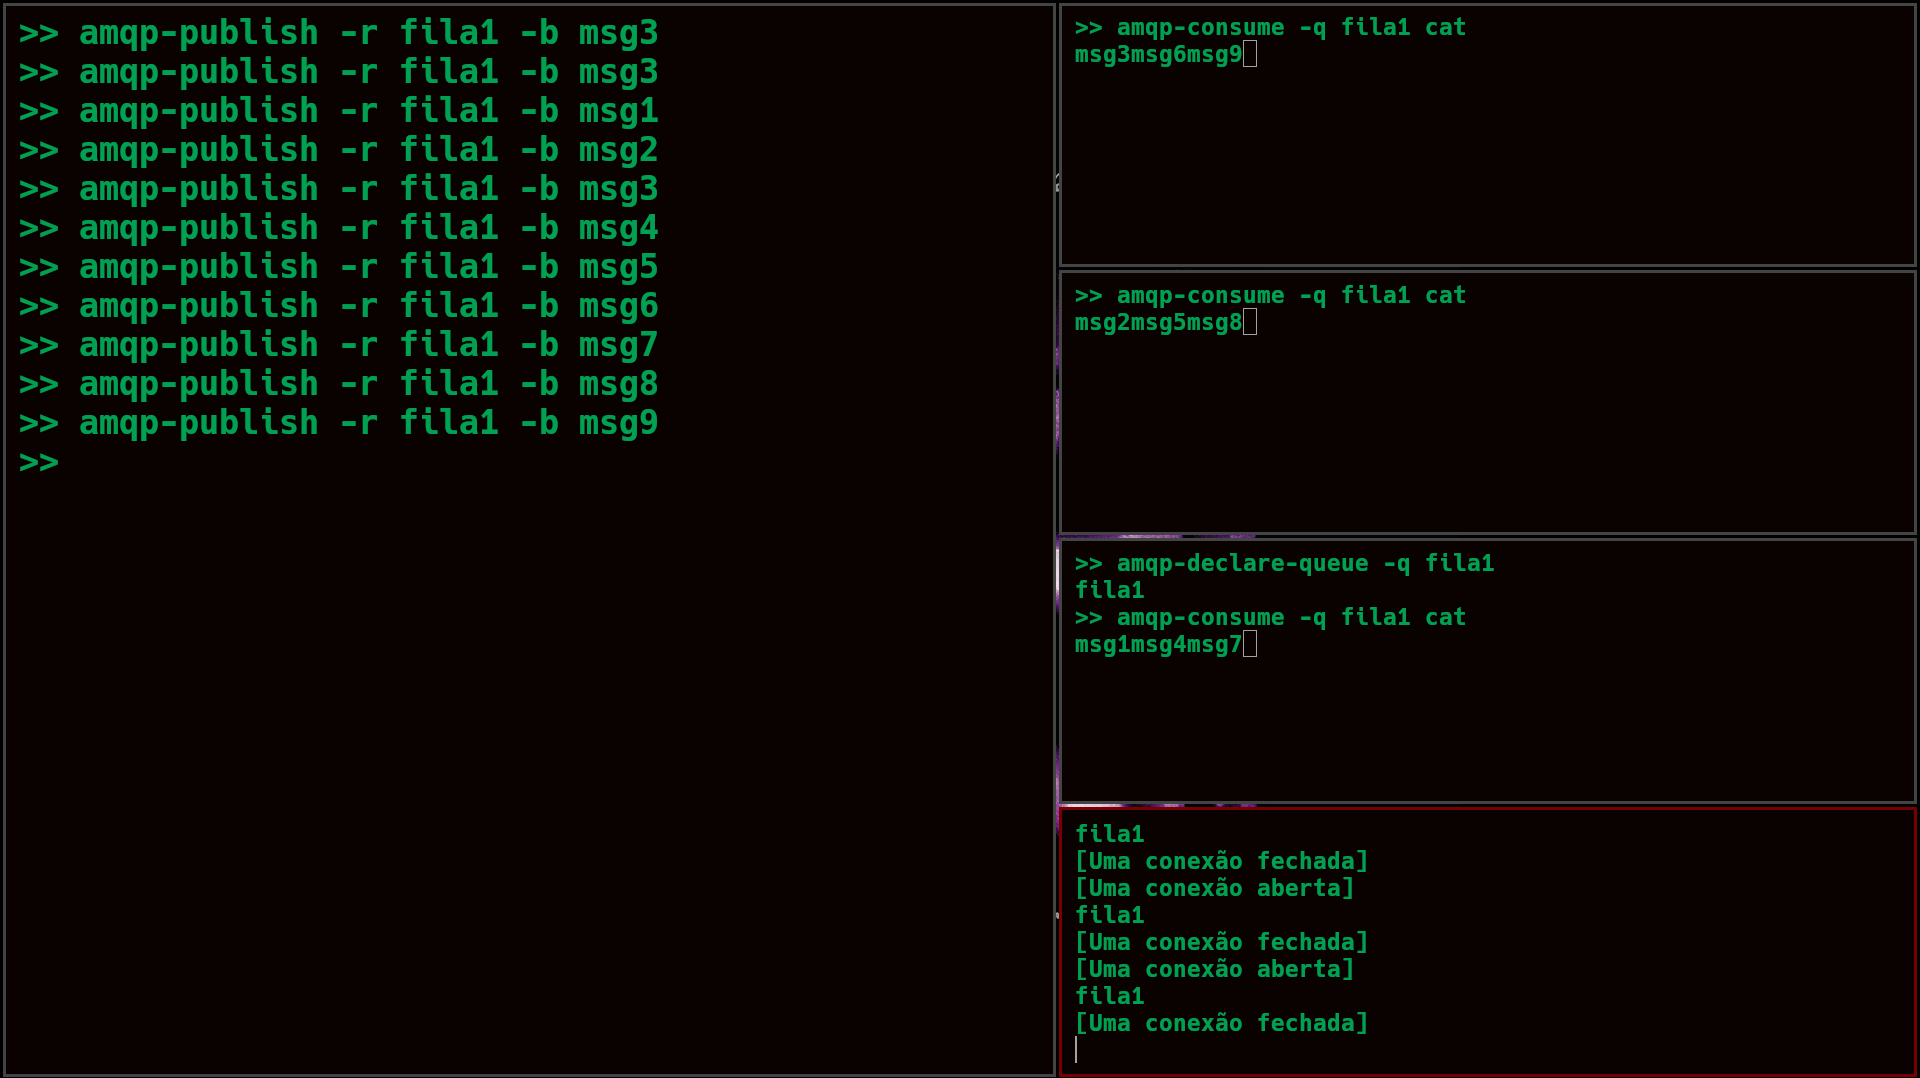 >> amqp-publish -r fila1 -b msg3
>> amqp-publish -r fila1 -b msg3
>> amqp-publish -r fila1 -b msg1
>> amqp-publish -r fila1 -b msg2
>> amqp-publish -r fila1 -b msg3
>> amqp-publish -r fila1 -b msg4
>> amqp-publish -r fila1 -b msg5
>> amqp-publish -r fila1 -b msg6
>> amqp-publish -r fila1 -b msg7
>> amqp-publish -r fila1 -b msg8
>> amqp-publish -r fila1 -b msg9
>>
>> amqp-consume -q fila1 cat
msg3msg6msg9
>> amqp-consume -q fila1 cat
msg2msg5msg8
>> amqp-declare-queue -q fila1
fila1
>> amqp-consume -q fila1 cat
msg1msg4msg7
fila1
[Uma conexão fechada]
[Uma conexão aberta]
fila1
[Uma conexão fechada]
[Uma conexão aberta]
fila1
[Uma conexão fechada]